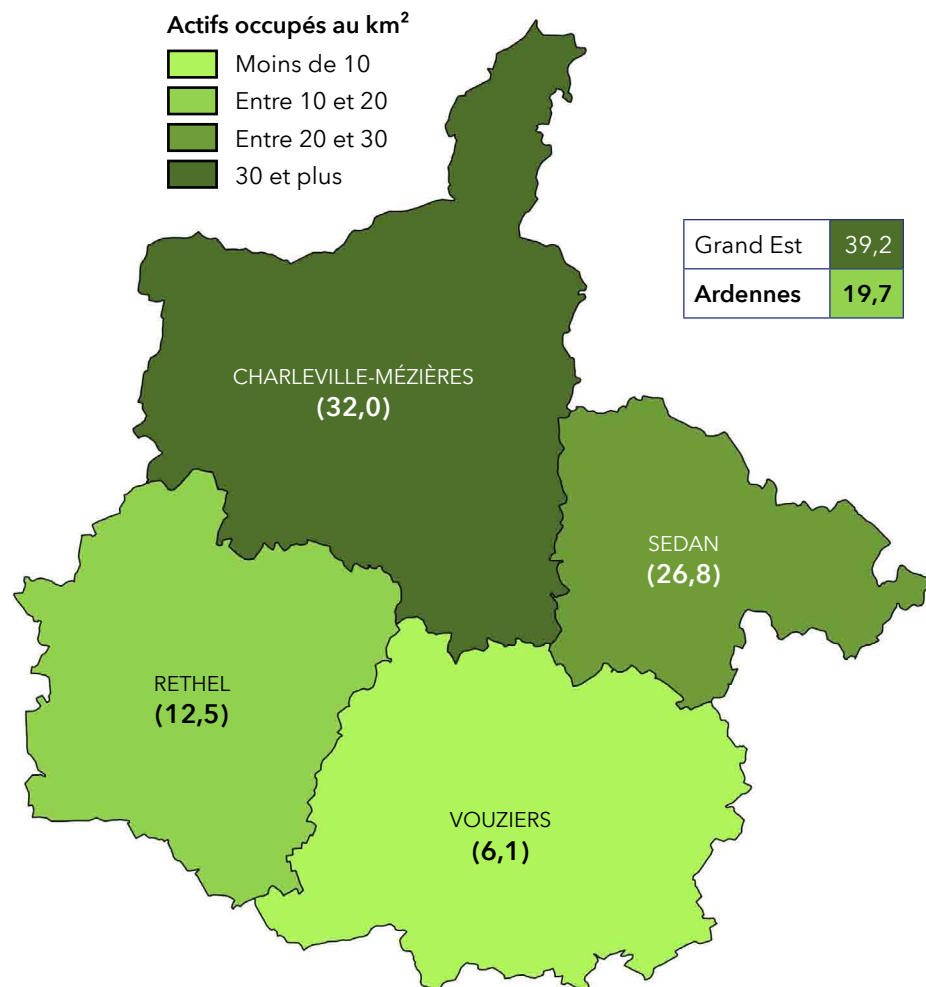 Actifs occupés au km²
Moins de 10
Entre 10 et 20
Entre 20 et 30
30 et plus
Grand Est 39,2
Ardennes 19,7
CHARLEVILLE-MÉZIÈRES
(32,0)
SEDAN
(26,8)
RETHEL
(12,5)
VOUZIERS
(6,1)